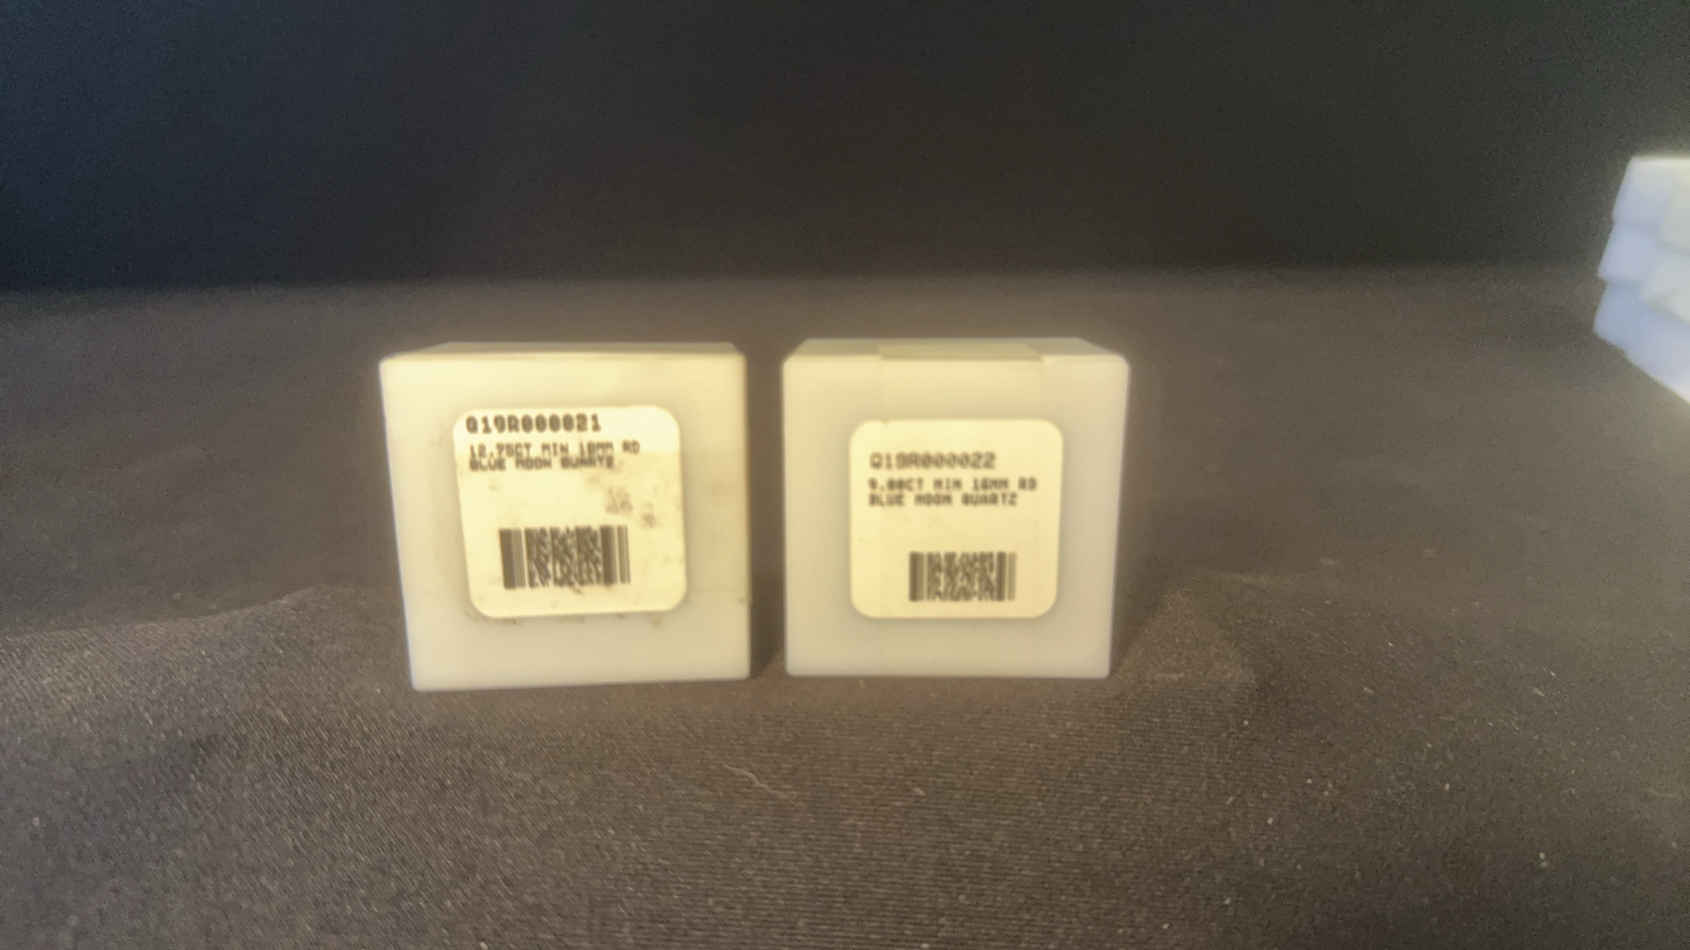 Q19R000021
12.75CT MIN 18MM RD
BLUE MOON QUARTZ
Q19R000022
9.00CT MIN 16MM RD
BLUE MOON QUARTZ